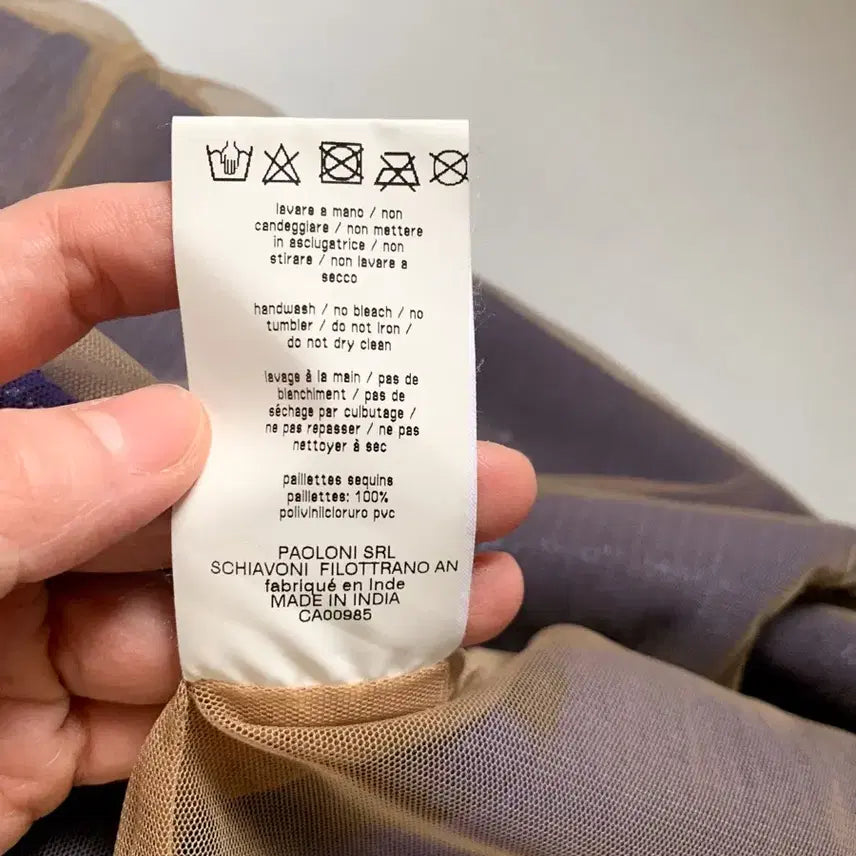 lavare a mano / non
candeggiare / non mettere
in asciugatrice / non
stirare / non lavare a
secco
handwash / no bleach / no
tumbler / do not iron /
do not dry clean
lavage à la main / pas de
blanchiment / pas de
séchage par culbutage /
ne pas repasser / ne pas
nettoyer à sec
paillettes sequins
paillettes: 100%
polivinilcloruro pvc
PAOLONI SRL
SCHIAVONI FILOTTRANO AN
fabriqué en Inde
MADE IN INDIA
CA00985